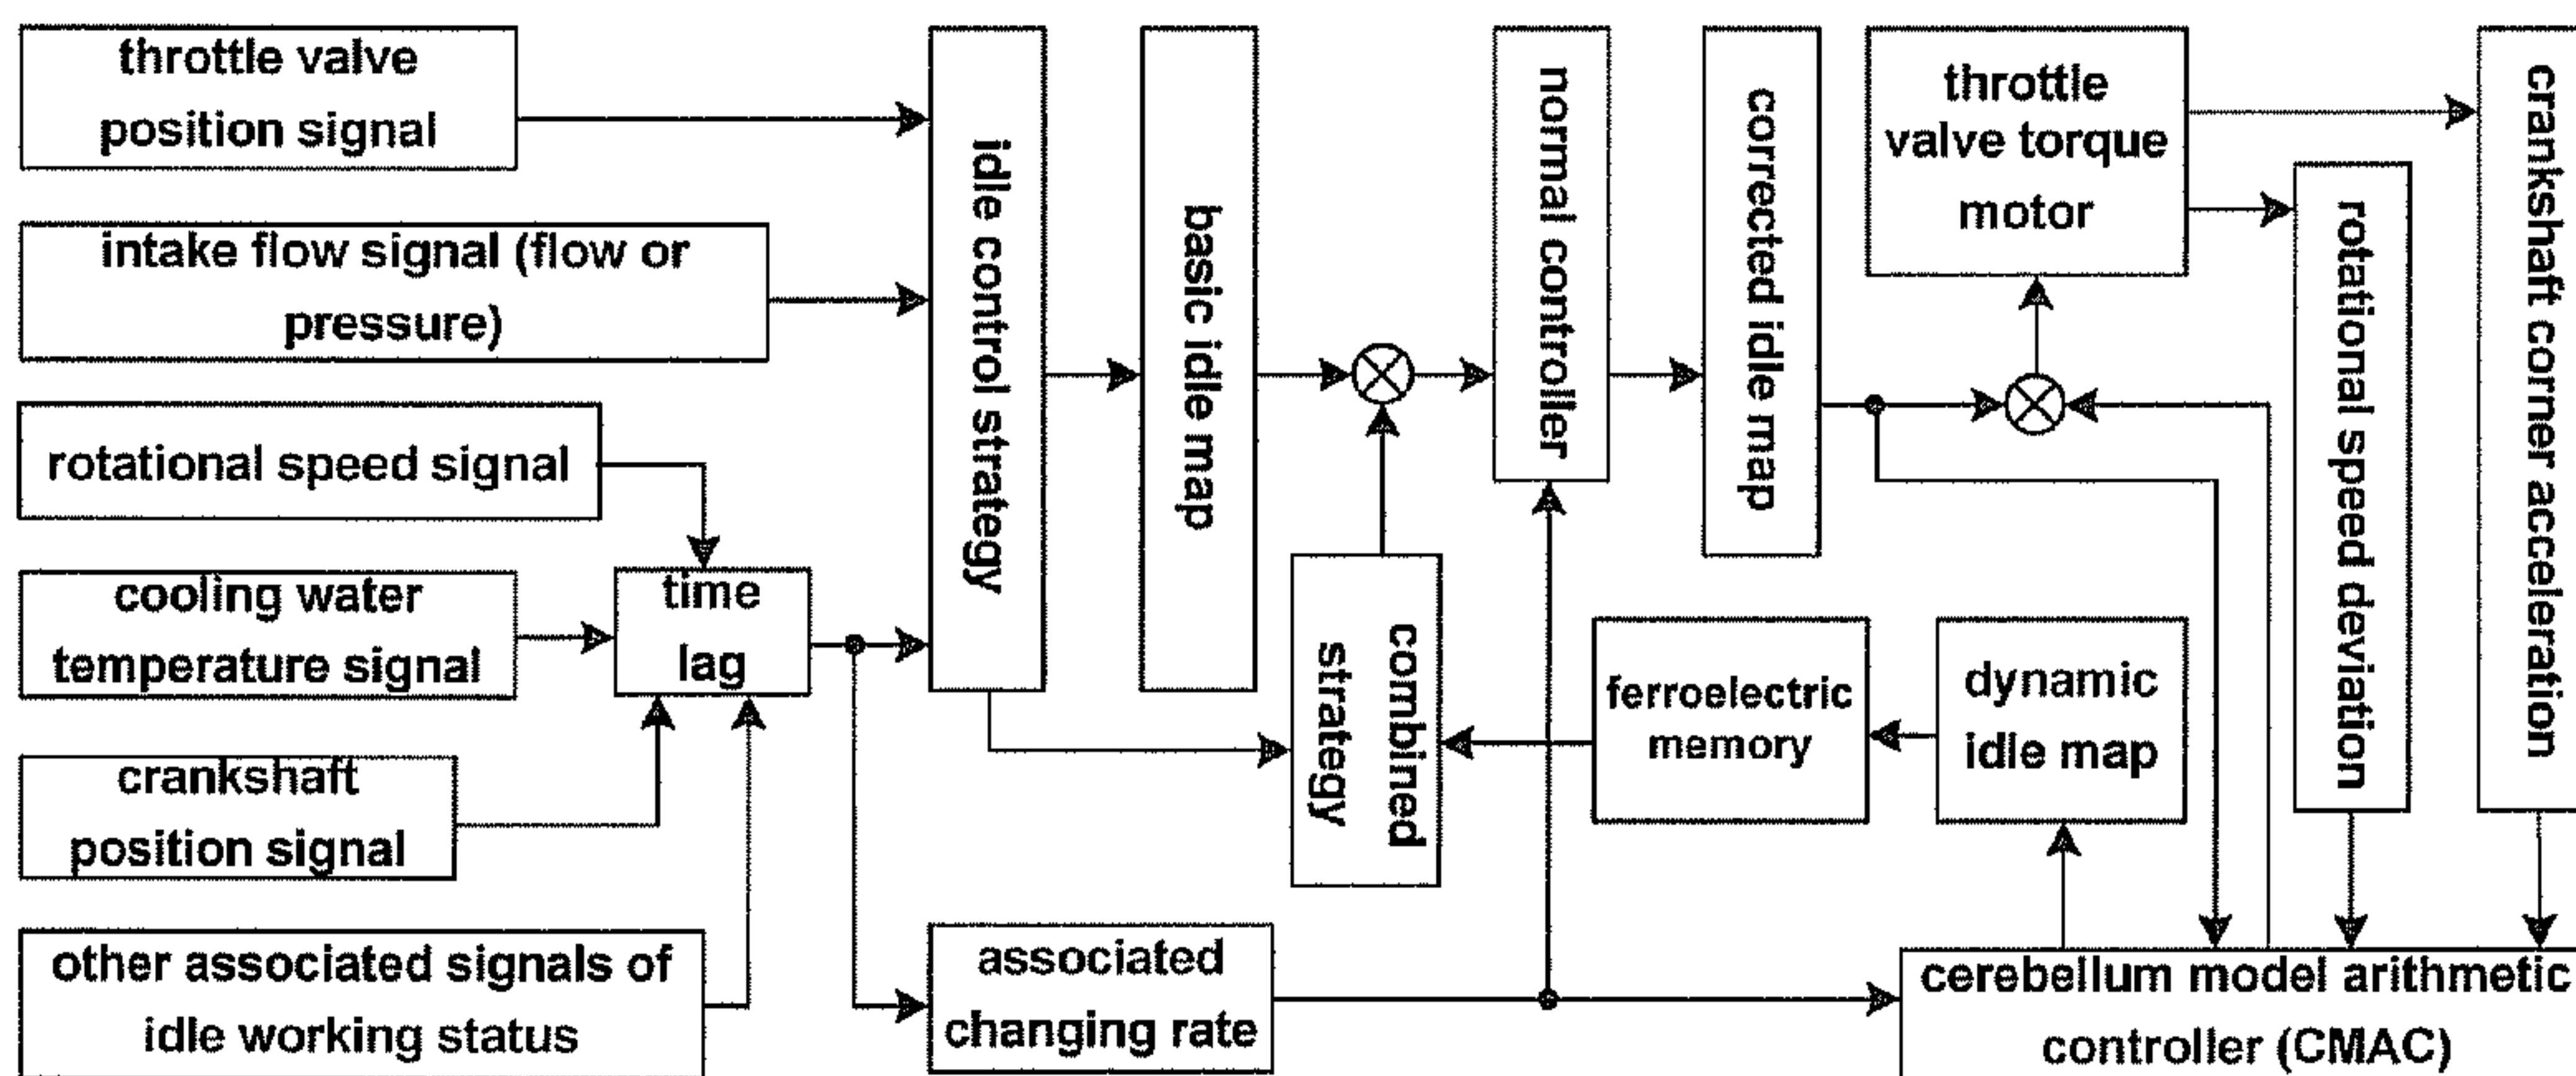 throttle valve
position signal
intake flow signal (flow or
pressure)
rotational speed signal
cooling water
temperature signal
crankshaft
position signal
other associated signals of
idle working status
time
lag
idle control strategy
associated
changing rate
basic idle map
combined
strategy
normal controller
corrected idle map
ferroelectric
memory
throttle
valve torque
motor
dynamic
idle map
rotational speed deviation
crankshaft corner acceleration
cerebellum model arithmetic
controller (CMAC)